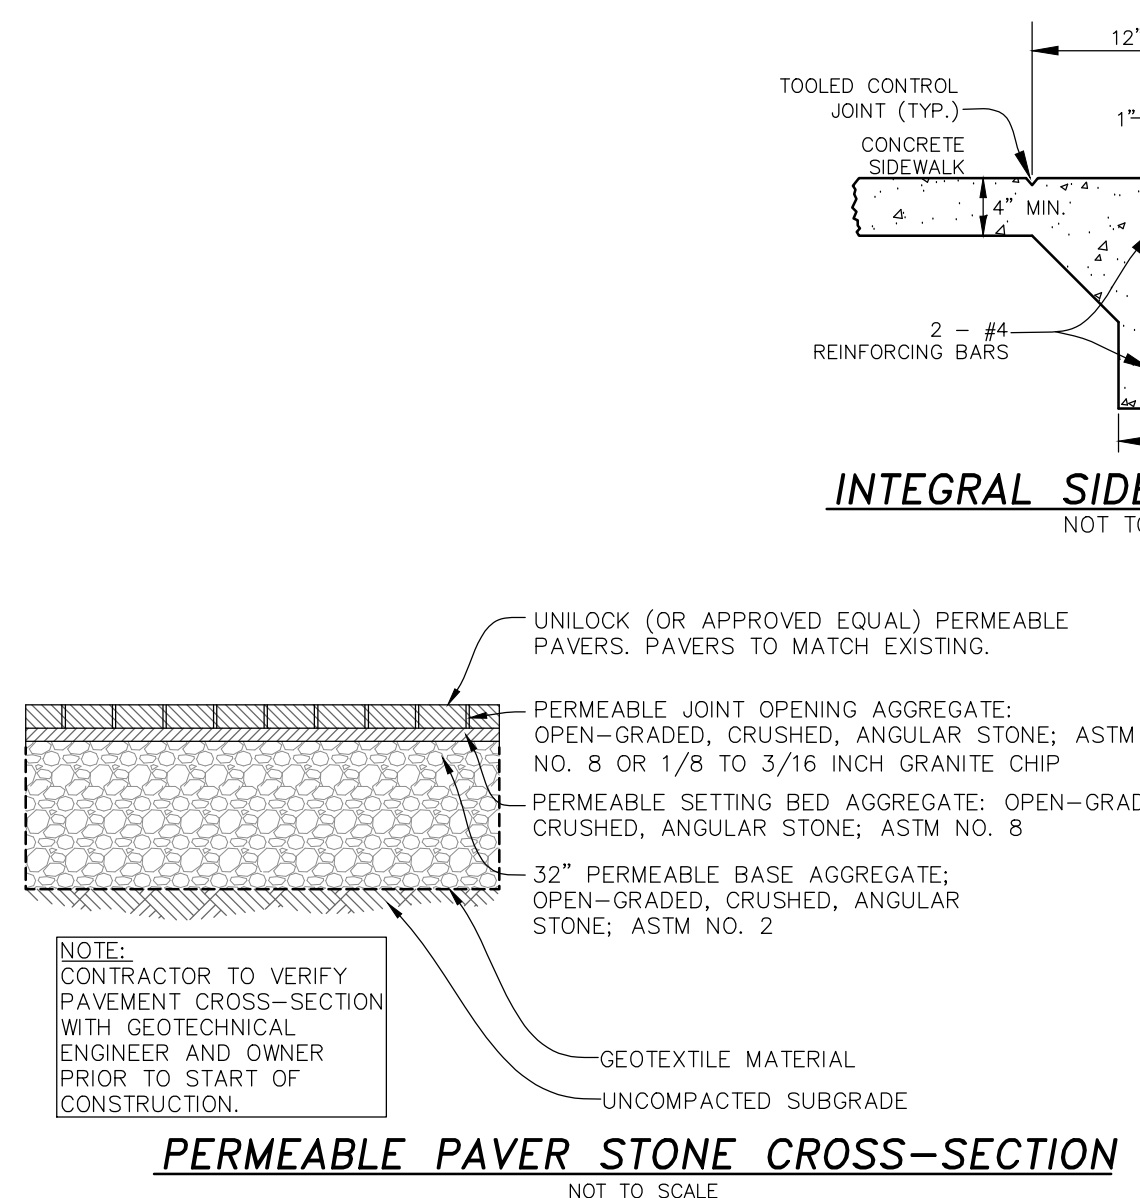 12"
TOOLED CONTROL
JOINT (TYP.)
1"
CONCRETE
SIDEWALK
4" MIN.
2 – #4
REINFORCING BARS
INTEGRAL SIDE
NOT TO
UNILOCK (OR APPROVED EQUAL) PERMEABLE
PAVERS. PAVERS TO MATCH EXISTING.
PERMEABLE JOINT OPENING AGGREGATE:
OPEN–GRADED, CRUSHED, ANGULAR STONE; ASTM
NO. 8 OR 1/8 TO 3/16 INCH GRANITE CHIP
PERMEABLE SETTING BED AGGREGATE: OPEN–GRAD
CRUSHED, ANGULAR STONE; ASTM NO. 8
32" PERMEABLE BASE AGGREGATE;
OPEN–GRADED, CRUSHED, ANGULAR
STONE; ASTM NO. 2
NOTE:
CONTRACTOR TO VERIFY
PAVEMENT CROSS–SECTION
WITH GEOTECHNICAL
ENGINEER AND OWNER
PRIOR TO START OF
CONSTRUCTION.
GEOTEXTILE MATERIAL
UNCOMPACTED SUBGRADE
PERMEABLE PAVER STONE CROSS–SECTION
NOT TO SCALE